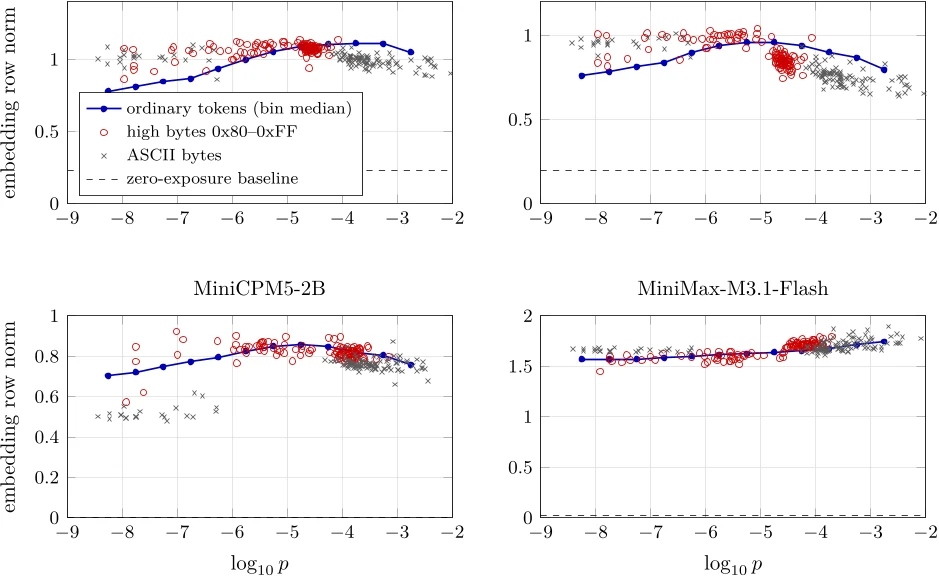 embedding row norm
1
0.5
0
ordinary tokens (bin median)
high bytes 0x80–0xFF
ASCII bytes
zero-exposure baseline
−9 −8 −7 −6 −5 −4 −3 −2
1
0.5
0
−9 −8 −7 −6 −5 −4 −3 −2
MiniCPM5-2B
embedding row norm
1
0.8
0.6
0.4
0.2
0
−9 −8 −7 −6 −5 −4 −3 −2
log10 p
MiniMax-M3.1-Flash
2
1.5
1
0.5
0
−9 −8 −7 −6 −5 −4 −3 −2
log10 p